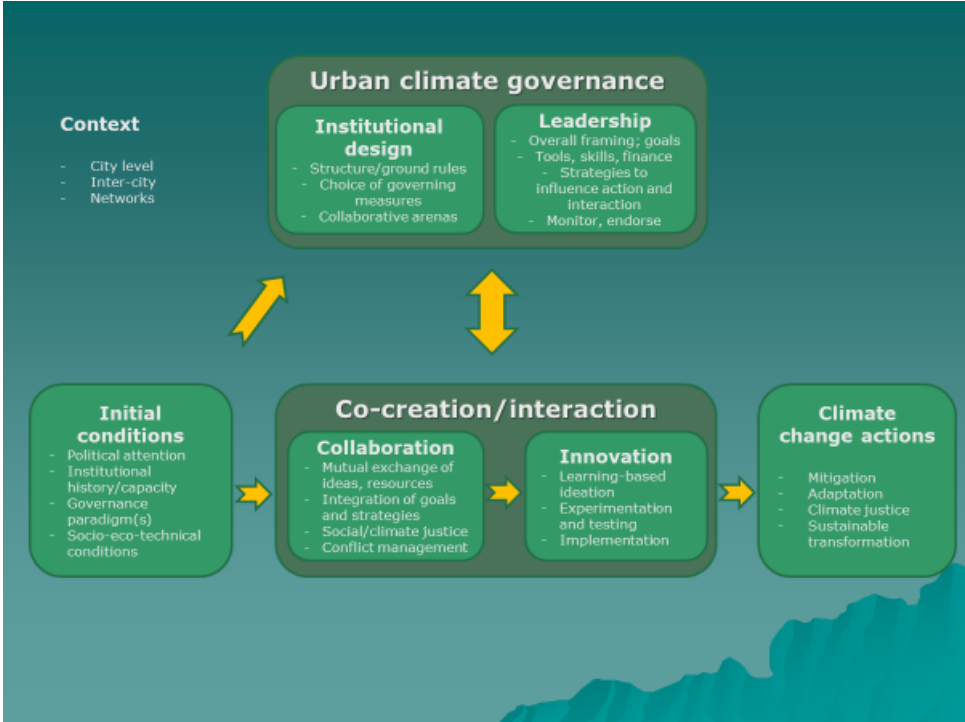 Urban climate governance
Context
- City level
- Inter-city
- Networks
Institutional
design
- Structure/ground rules
- Choice of governing
measures
- Collaborative arenas
Leadership
- Overall framing; goals
- Tools, skills, finance
- Strategies to
influence action and
interaction
- Monitor, endorse
Initial
conditions
- Political attention
- Institutional
history/capacity
- Governance
paradigm(s)
- Socio-eco-technical
conditions
Co-creation/interaction
Collaboration
- Mutual exchange of
ideas, resources
- Integration of goals
and strategies
- Social/climate justice
- Conflict management
Innovation
- Learning-based
ideation
- Experimentation
and testing
- Implementation
Climate
change actions
- Mitigation
- Adaptation
- Climate justice
- Sustainable
transformation